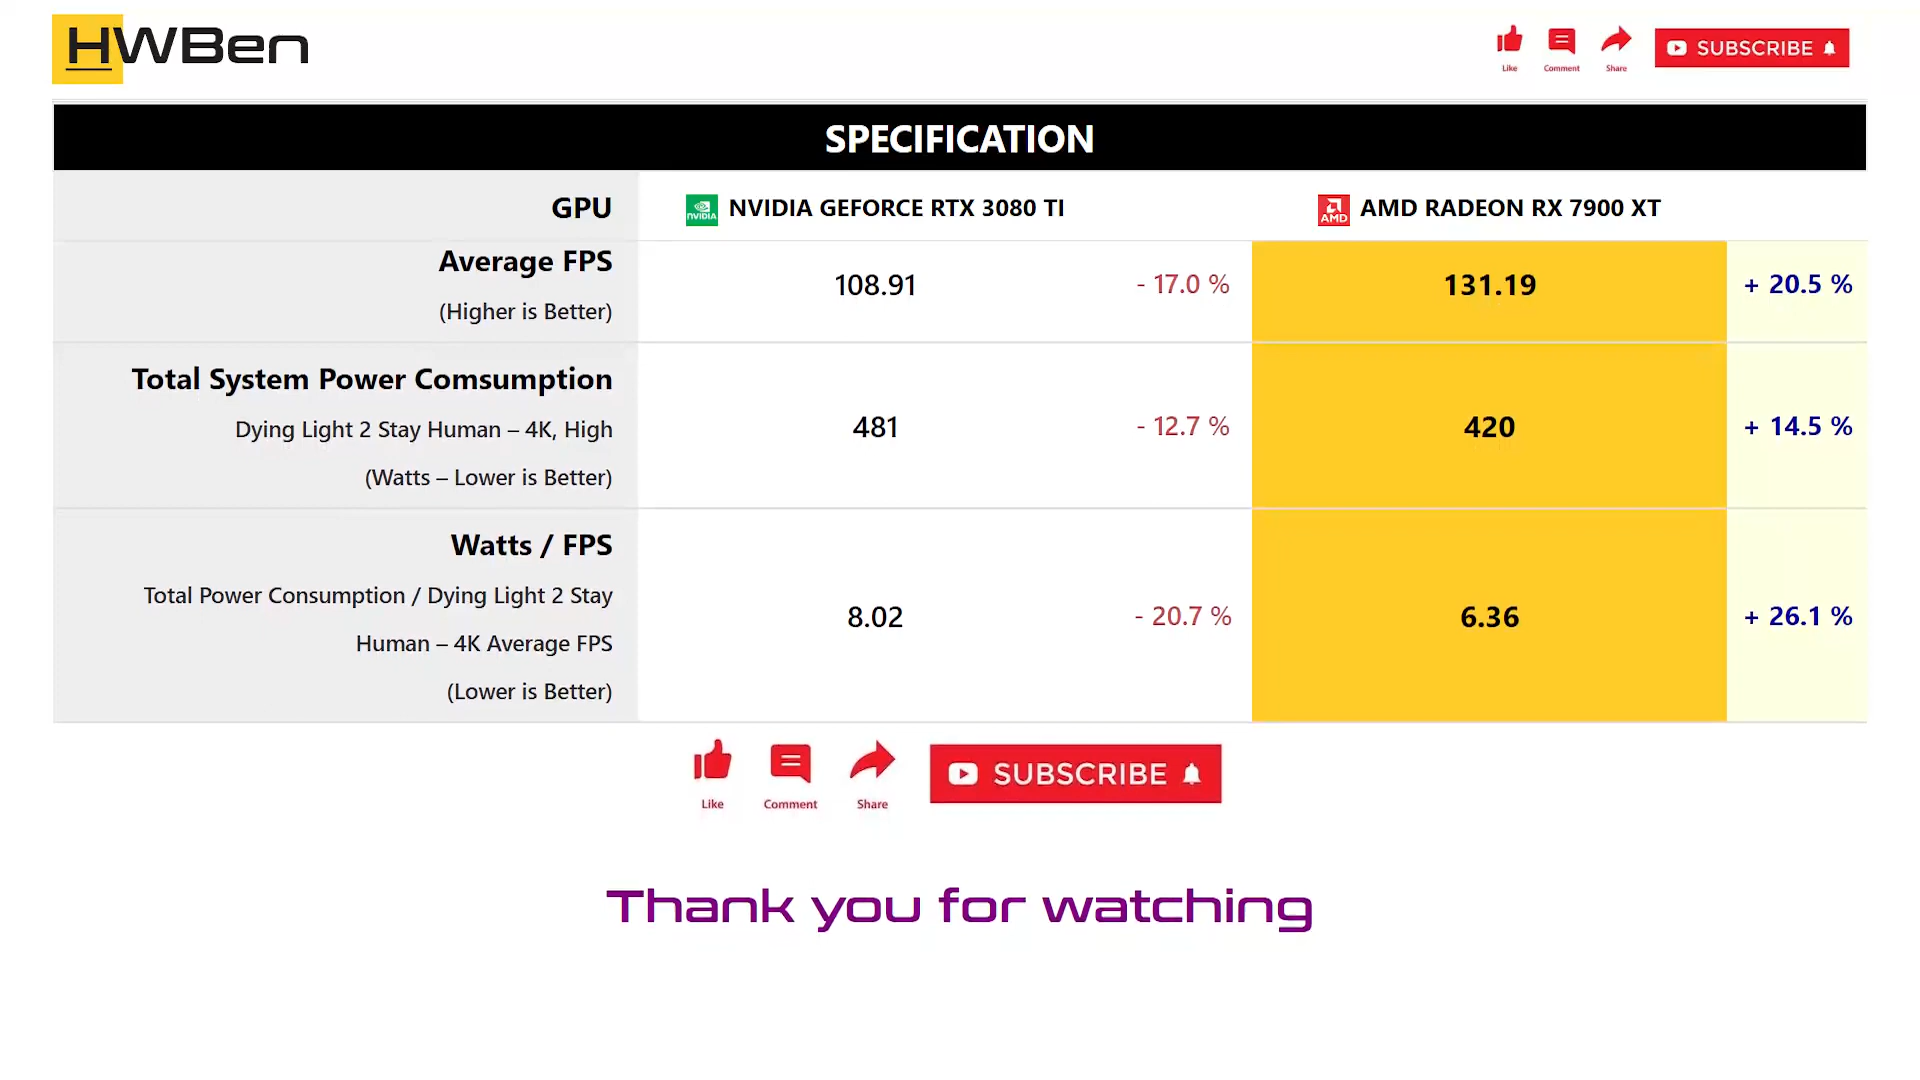 HWBen
Like
Comment
Share
SUBSCRIBE
SPECIFICATION
GPU
NVIDIA
NVIDIA GEFORCE RTX 3080 TI
AMD
AMD RADEON RX 7900 XT
Average FPS
(Higher is Better)
108.91
- 17.0 %
131.19
+ 20.5 %
Total System Power Comsumption
Dying Light 2 Stay Human – 4K, High
(Watts – Lower is Better)
481
- 12.7 %
420
+ 14.5 %
Watts / FPS
Total Power Consumption / Dying Light 2 Stay
Human – 4K Average FPS
(Lower is Better)
8.02
- 20.7 %
6.36
+ 26.1 %
Like
Comment
Share
SUBSCRIBE
Thank you for watching